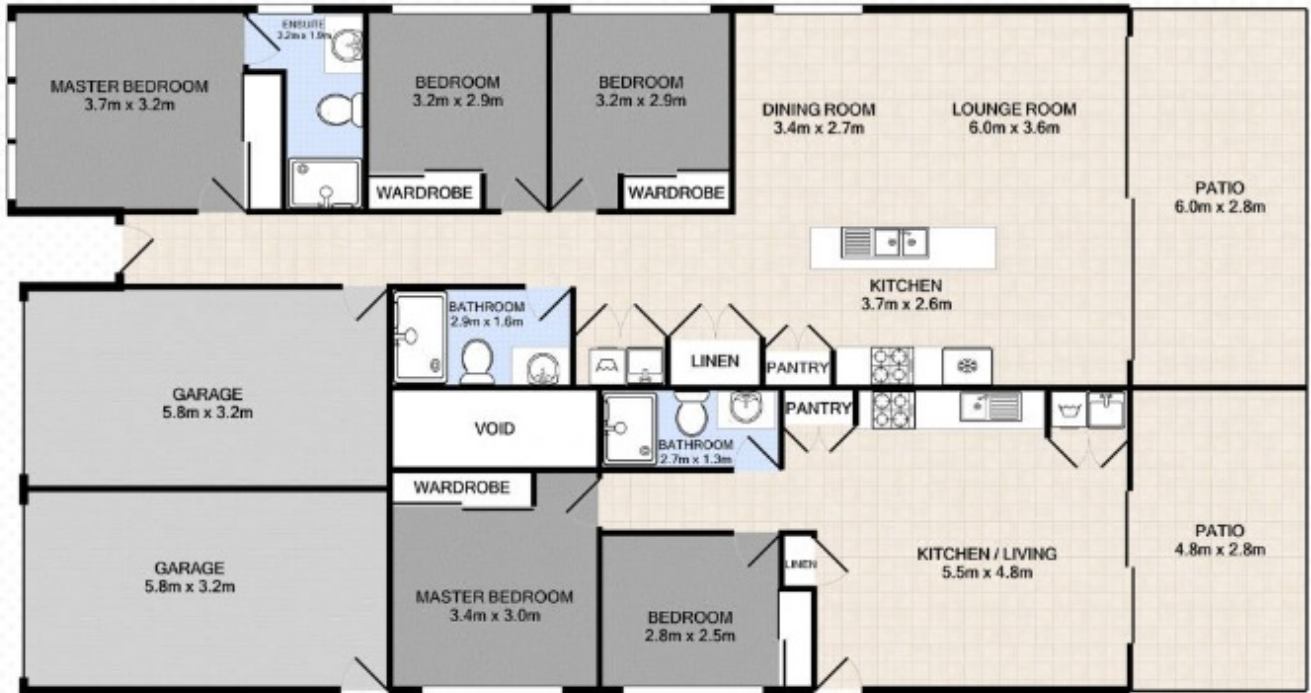 ENSUITE
3.2m x 1.9m
MASTER BEDROOM
3.7m x 3.2m
BEDROOM
3.2m x 2.9m
BEDROOM
3.2m x 2.9m
DINING ROOM
3.4m x 2.7m
LOUNGE ROOM
6.0m x 3.6m
WARDROBE
WARDROBE
PATIO
6.0m x 2.8m
KITCHEN
3.7m x 2.6m
BATHROOM
2.9m x 1.6m
LINEN
PANTRY
GARAGE
5.8m x 3.2m
VOID
PANTRY
BATHROOM
2.7m x 1.3m
WARDROBE
PATIO
4.8m x 2.8m
KITCHEN / LIVING
5.5m x 4.8m
LINEN
GARAGE
5.8m x 3.2m
MASTER BEDROOM
3.4m x 3.0m
BEDROOM
2.8m x 2.5m